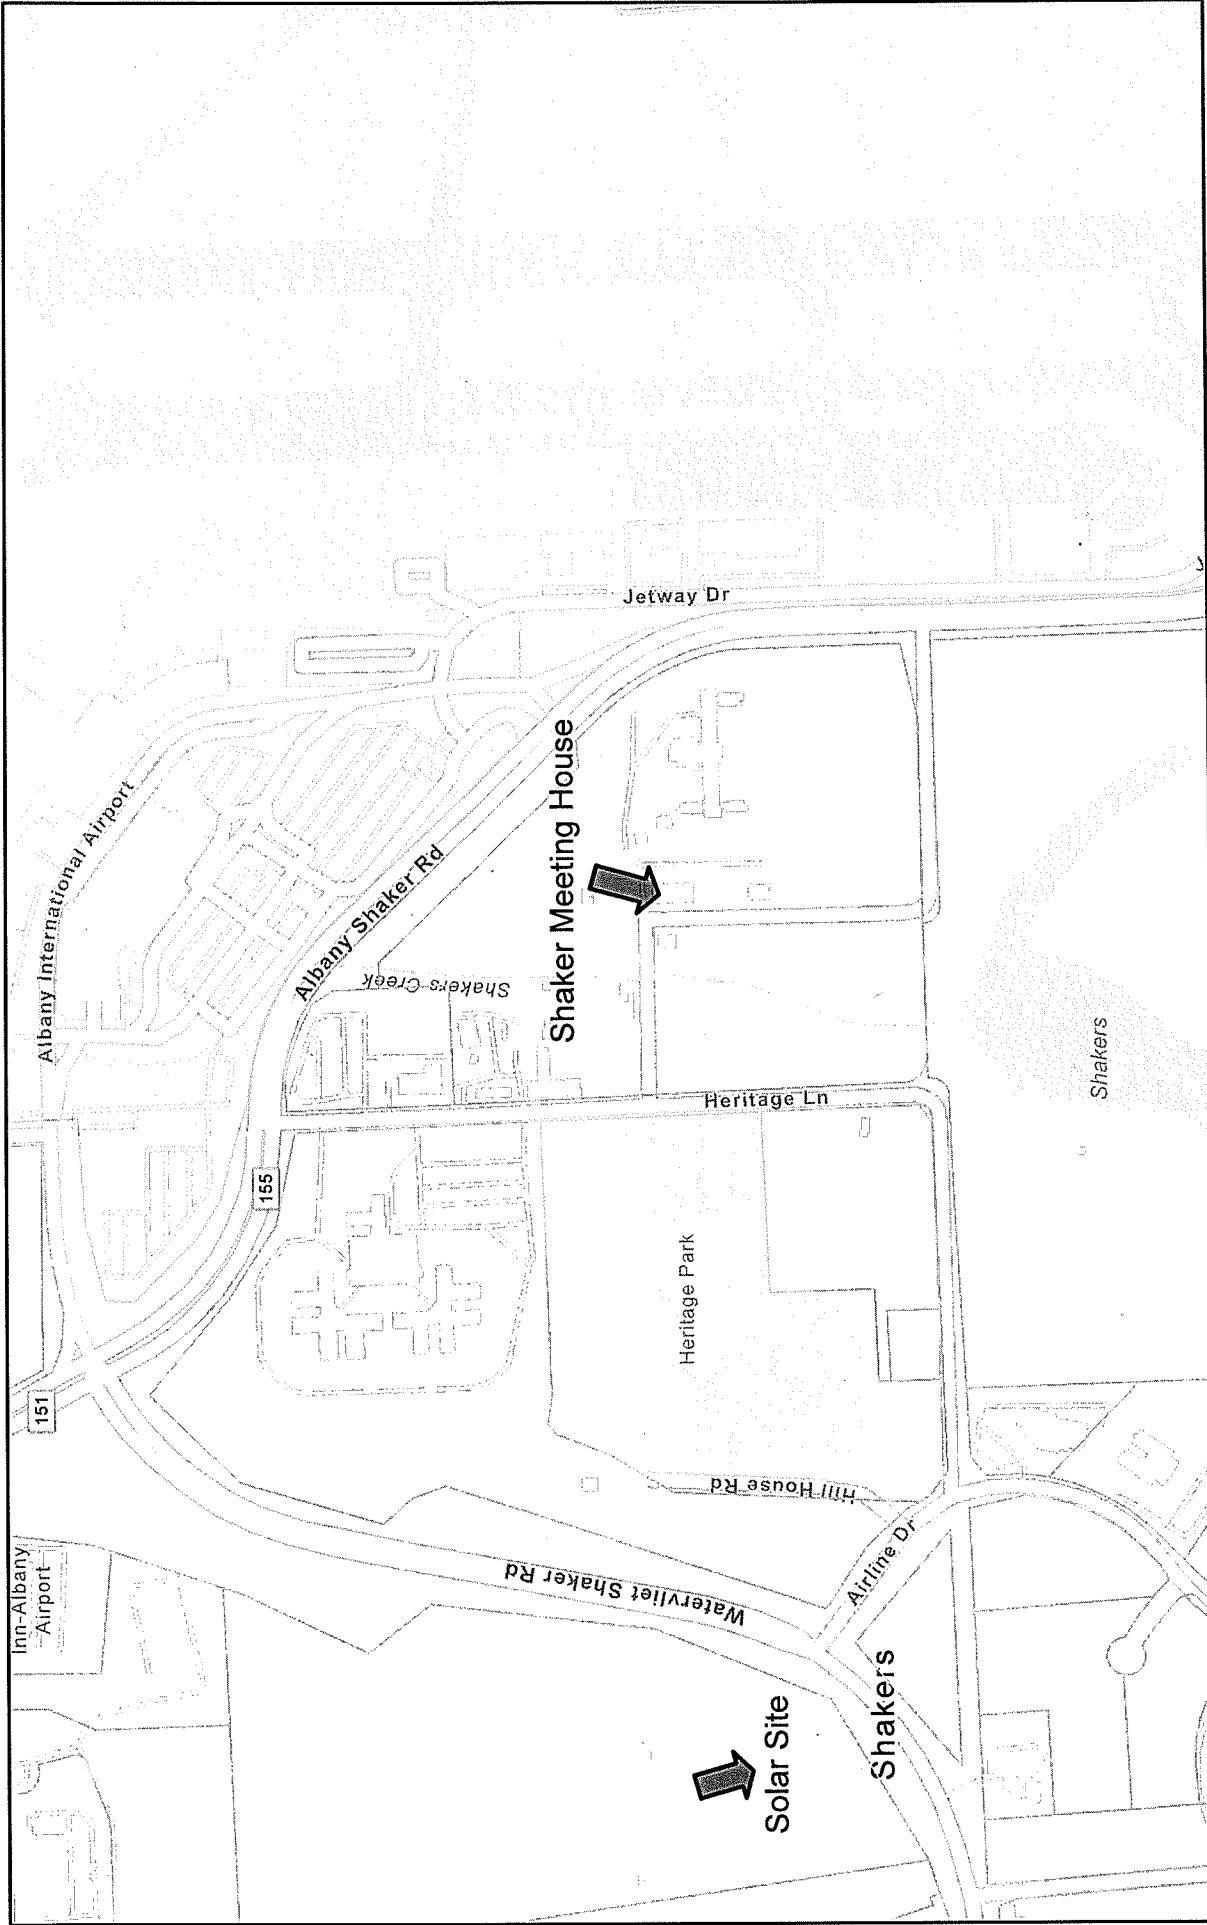 Inn-Albany
Airport
151
Albany International Airport
155
Albany Shaker Rd
Shakers Creek
Jetway Dr
Shaker Meeting House
Heritage Ln
Heritage Park
Watervliet Shaker Rd
Hill House Rd
Airline Dr
Solar Site
Shakers
Shakers